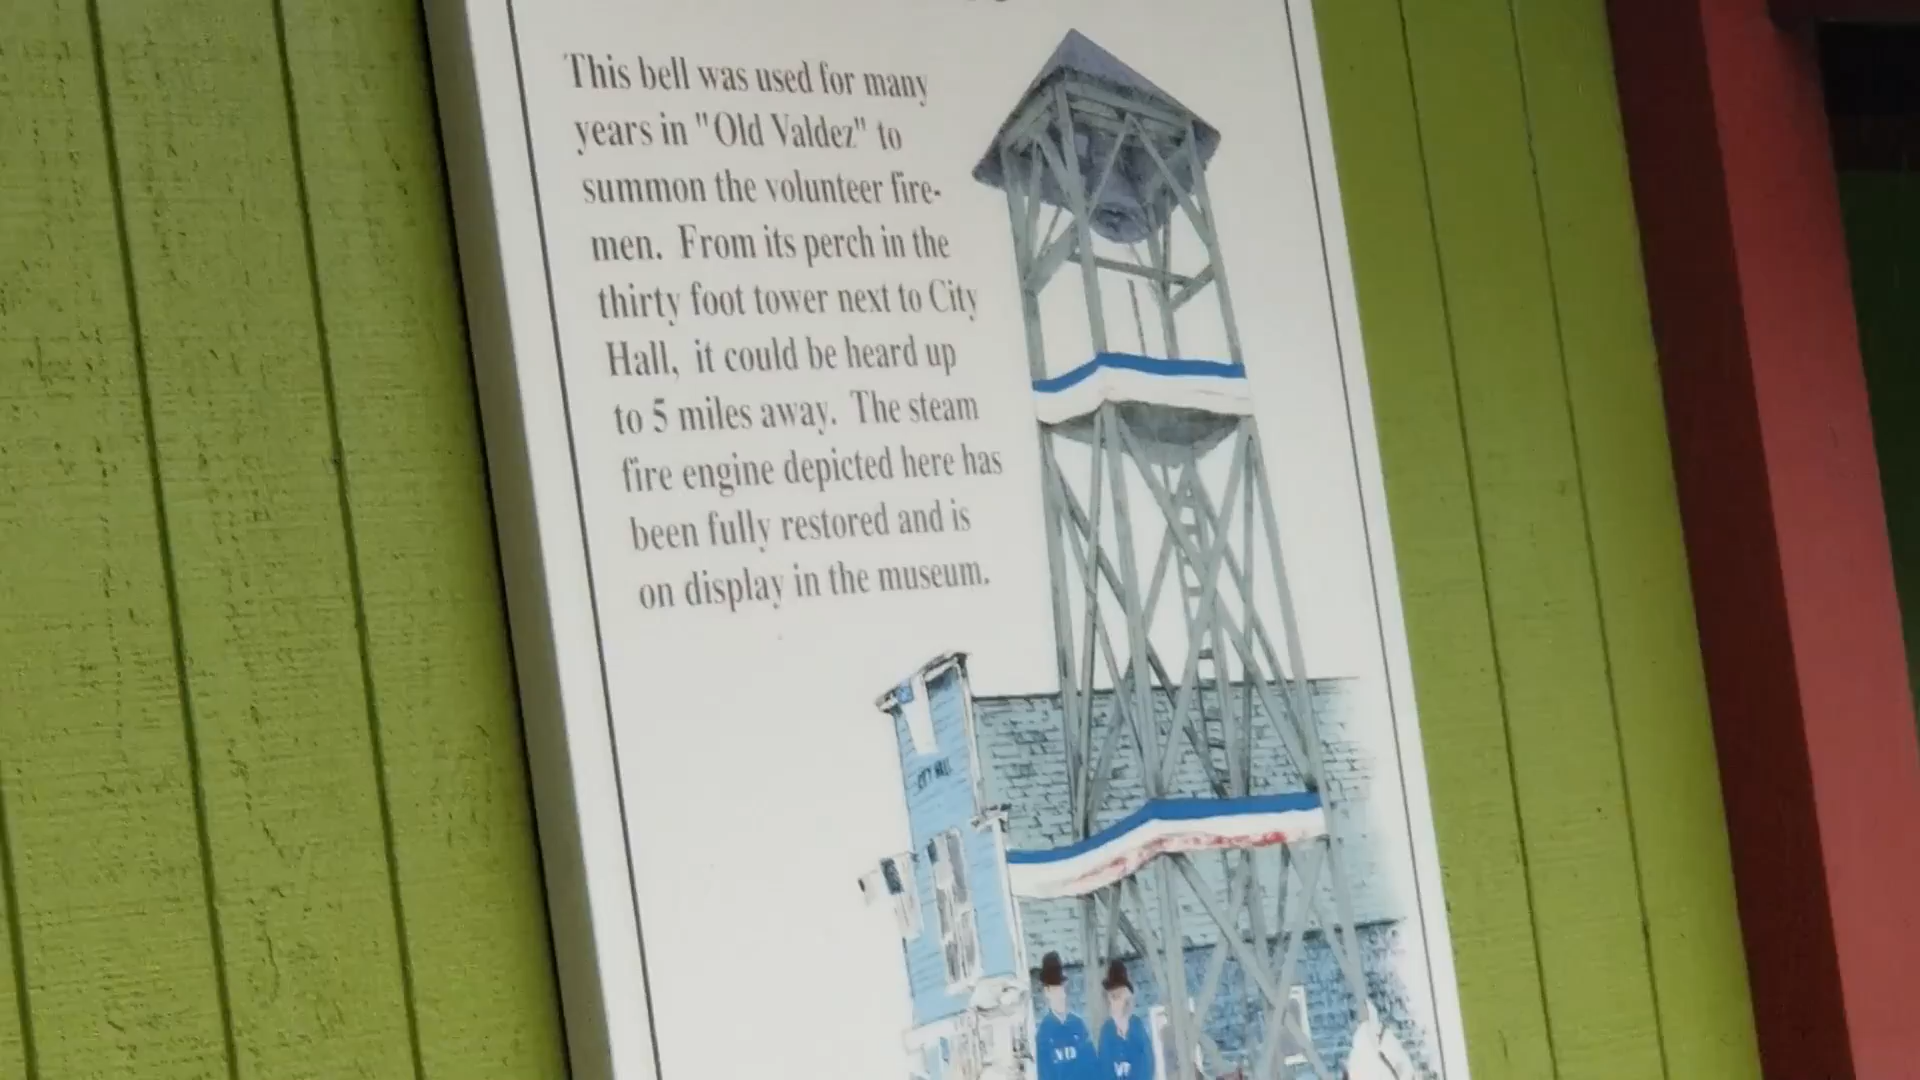 This bell was used for many
years in "Old Valdez" to
summon the volunteer fire-
men. From its perch in the
thirty foot tower next to City
Hall, it could be heard up
to 5 miles away. The steam
fire engine depicted here has
been fully restored and is
on display in the museum.
CITY HALL